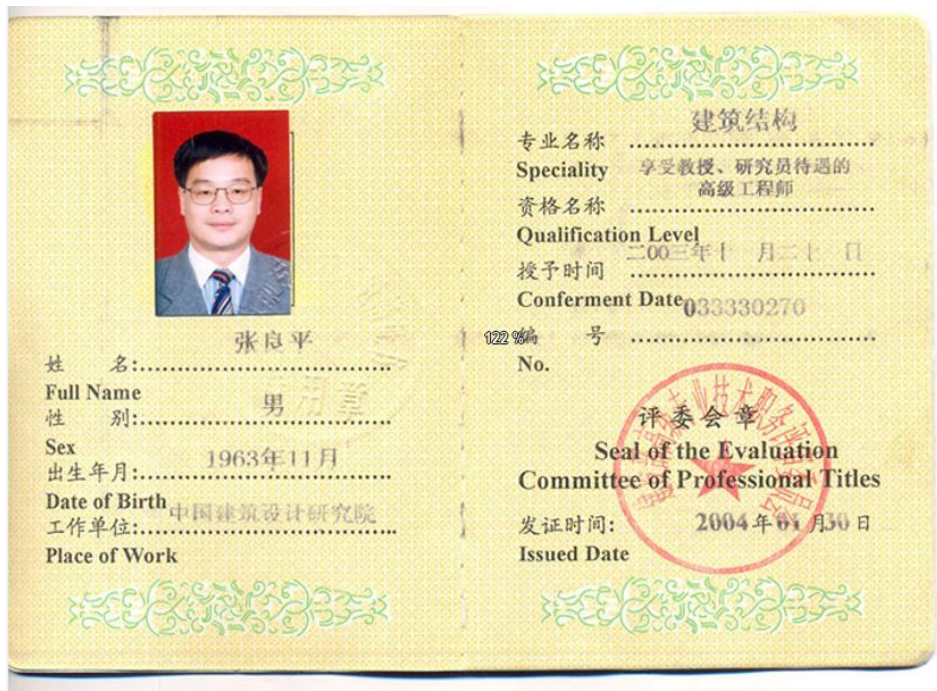 张良平
姓 名:
Full Name
男
性 别:
Sex
1963年11月
出生年月:
Date of Birth
中国建筑设计研究院
工作单位:
Place of Work
建筑结构
专业名称
Speciality
享受教授、研究员待遇的
高级工程师
资格名称
Qualification Level
二00三年十 月二十 日
授予时间
Conferment Date
033330270
122 %
编 号
No.
评委会章
Seal of the Evaluation
Committee of Professional Titles
发证时间: 2004年01月30日
Issued Date